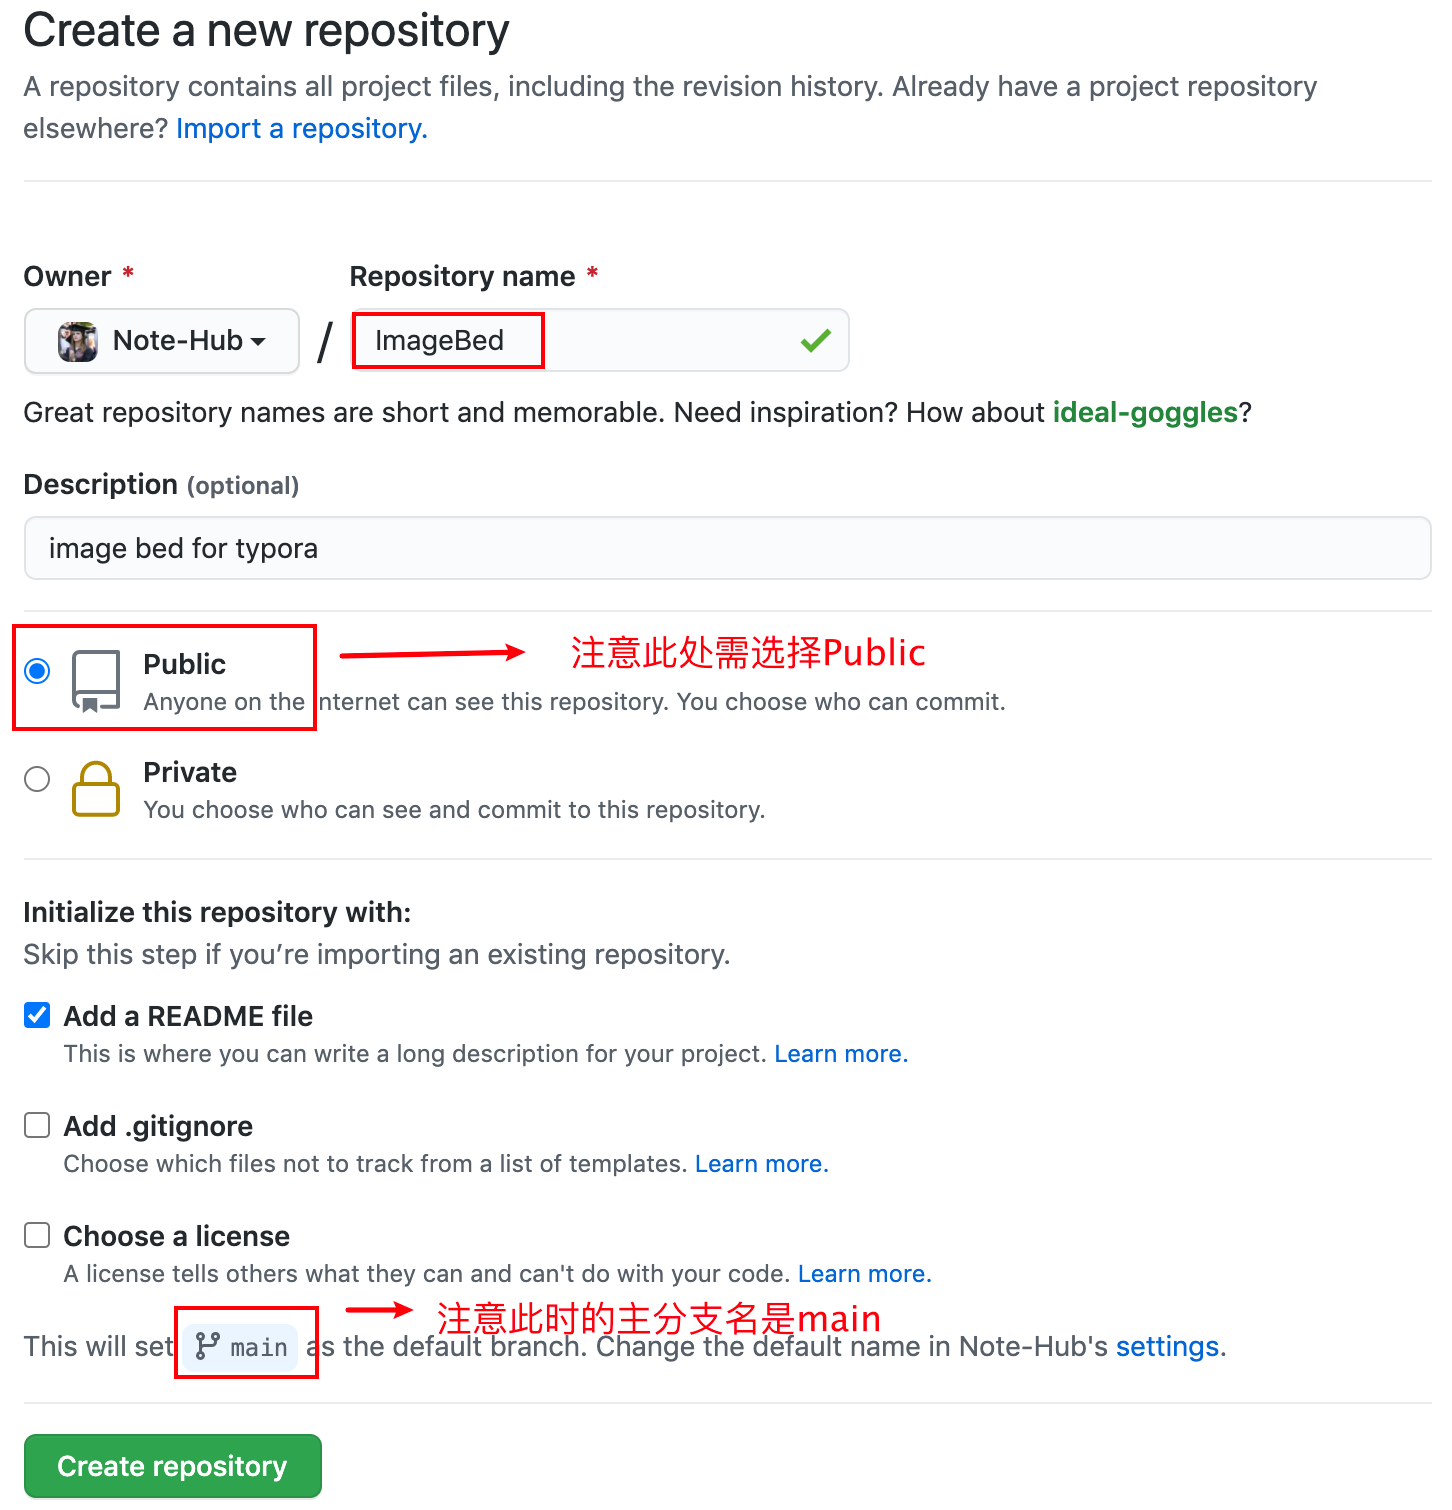 Create a new repository
A repository contains all project files, including the revision history. Already have a project repository
elsewhere? Import a repository.
Owner *
Repository name *
Note-Hub
/
ImageBed
Great repository names are short and memorable. Need inspiration? How about ideal-goggles?
Description (optional)
image bed for typora
Public
注意此处需选择Public
Anyone on the internet can see this repository. You choose who can commit.
Private
You choose who can see and commit to this repository.
Initialize this repository with:
Skip this step if you’re importing an existing repository.
Add a README file
This is where you can write a long description for your project. Learn more.
Add .gitignore
Choose which files not to track from a list of templates. Learn more.
Choose a license
A license tells others what they can and can't do with your code. Learn more.
注意此时的主分支名是main
This will set main as the default branch. Change the default name in Note-Hub's settings.
Create repository